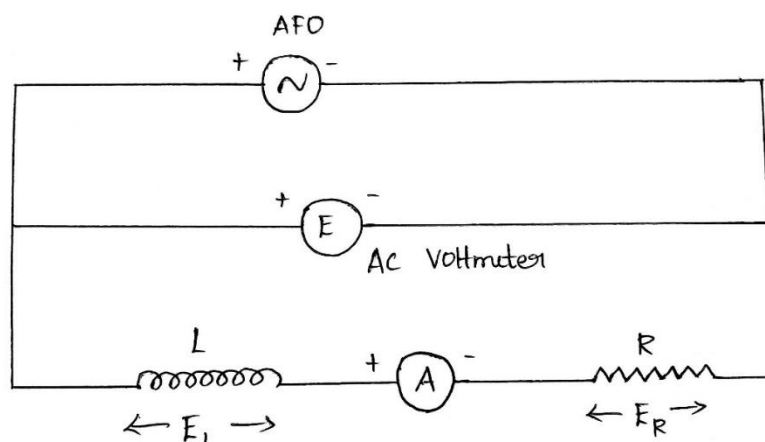 AFO
+ ~ -
+ E -
AC Voltmeter
L
+ A -
R
← E_L →
← E_R →